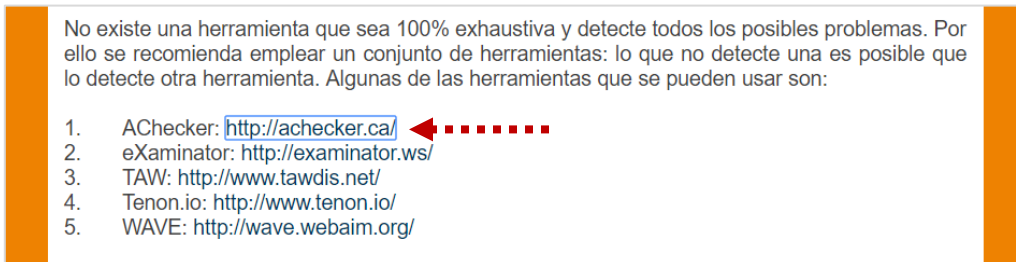 No existe una herramienta que sea 100% exhaustiva y detecte todos los posibles problemas. Por
ello se recomienda emplear un conjunto de herramientas: lo que no detecte una es posible que
lo detecte otra herramienta. Algunas de las herramientas que se pueden usar son:
1. AChecker: http://achecker.ca/
2. eXaminator: http://examinator.ws/
3. TAW: http://www.tawdis.net/
4. Tenon.io: http://www.tenon.io/
5. WAVE: http://wave.webaim.org/